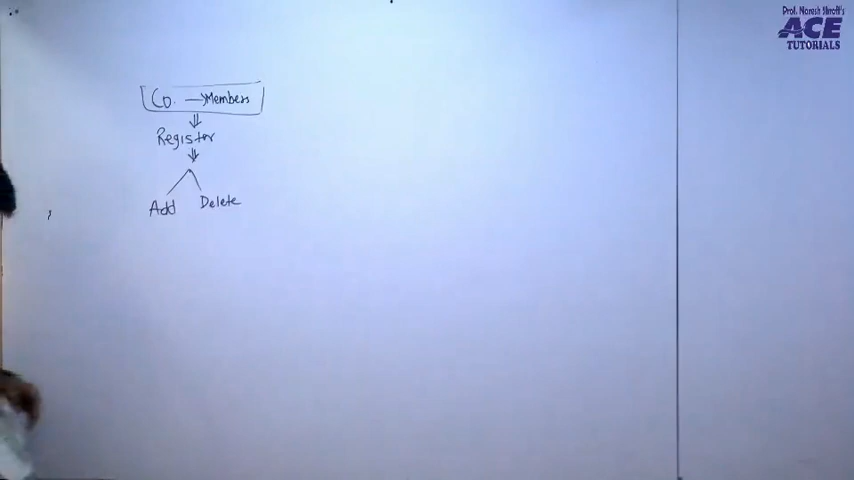 Prof. Naresh Shroff's
ACE
TUTORIALS
Co. → Members
Register
Add Delete